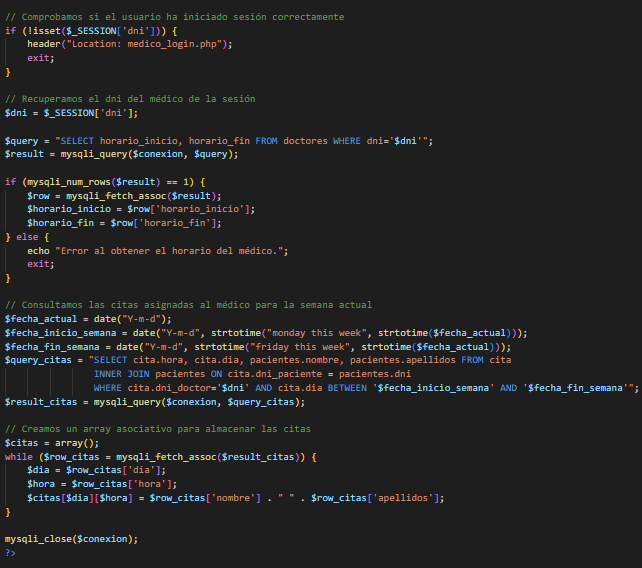 // Comprobamos si el usuario ha iniciado sesión correctamente
if (!isset($_SESSION['dni'])) {
    header("Location: medico_login.php");
    exit;
}

// Recuperamos el dni del médico de la sesión
$dni = $_SESSION['dni'];

$query = "SELECT horario_inicio, horario_fin FROM doctores WHERE dni='$dni'";
$result = mysqli_query($conexion, $query);

if (mysqli_num_rows($result) == 1) {
    $row = mysqli_fetch_assoc($result);
    $horario_inicio = $row['horario_inicio'];
    $horario_fin = $row['horario_fin'];
} else {
    echo "Error al obtener el horario del médico.";
    exit;
}

// Consultamos las citas asignadas al médico para la semana actual
$fecha_actual = date("Y-m-d");
$fecha_inicio_semana = date("Y-m-d", strtotime("monday this week", strtotime($fecha_actual)));
$fecha_fin_semana = date("Y-m-d", strtotime("friday this week", strtotime($fecha_actual)));
$query_citas = "SELECT cita.hora, cita.dia, pacientes.nombre, pacientes.apellidos FROM cita
                INNER JOIN pacientes ON cita.dni_paciente = pacientes.dni
                WHERE cita.dni_doctor='$dni' AND cita.dia BETWEEN '$fecha_inicio_semana' AND '$fecha_fin_semana'";
$result_citas = mysqli_query($conexion, $query_citas);

// Creamos un array asociativo para almacenar las citas
$citas = array();
while ($row_citas = mysqli_fetch_assoc($result_citas)) {
    $dia = $row_citas['dia'];
    $hora = $row_citas['hora'];
    $citas[$dia][$hora] = $row_citas['nombre'] . " " . $row_citas['apellidos'];
}

mysqli_close($conexion);
?>